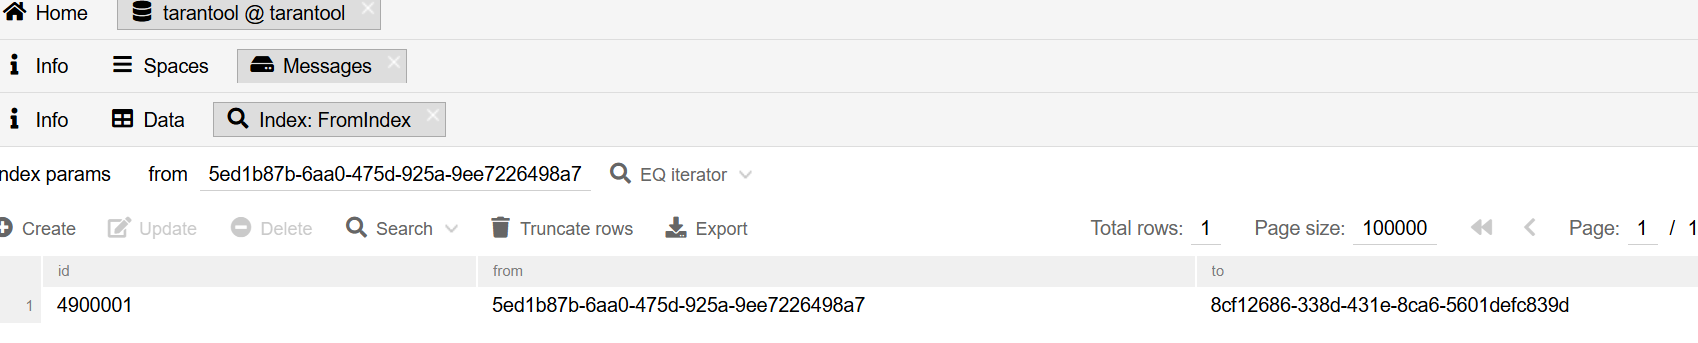 Home tarantool @ tarantool
Info Spaces Messages
Info Data Index: FromIndex
ndex params from 5ed1b87b-6aa0-475d-925a-9ee7226498a7 EQ iterator
Create Update Delete Search Truncate rows Export Total rows: 1 Page size: 100000 Page: 1 / 1
id from to
1 4900001 5ed1b87b-6aa0-475d-925a-9ee7226498a7 8cf12686-338d-431e-8ca6-5601defc839d